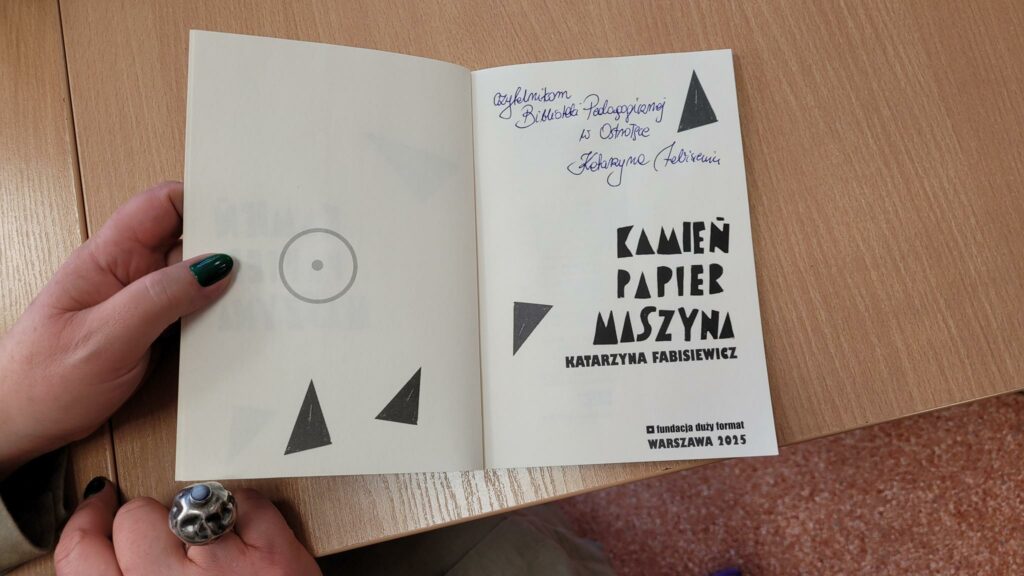 Czytelnikom
Biblioteki Pedagogicznej
w Ostrołęce
Katarzyna Fabisiewicz
KAMIEŃ
PAPIER
MASZYNA
KATARZYNA FABISIEWICZ
fundacja duży format
WARSZAWA 2025